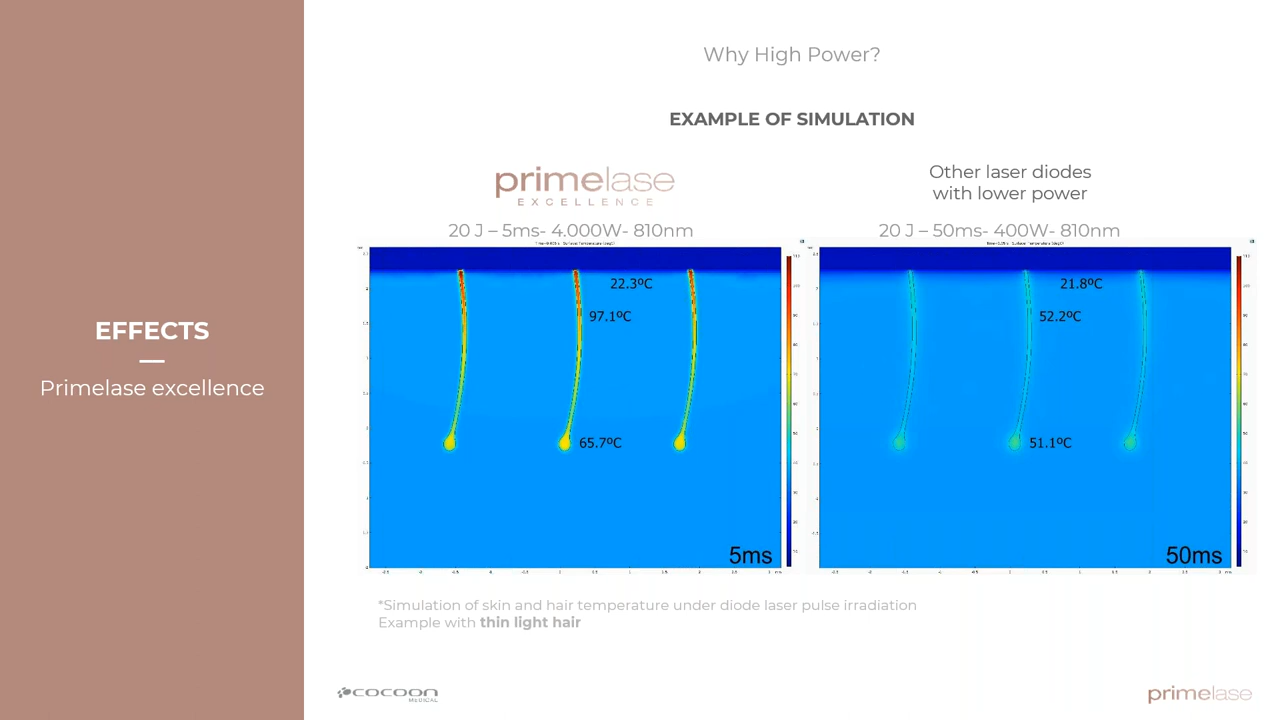 Why High Power?
EXAMPLE OF SIMULATION
primelase
EXCELLENCE
20 J – 5ms- 4.000W- 810nm
Other laser diodes
with lower power
20 J – 50ms- 400W- 810nm
EFFECTS
Primelase excellence
22.3ºC
97.1ºC
65.7ºC
5ms
21.8ºC
52.2ºC
51.1ºC
50ms
*Simulation of skin and hair temperature under diode laser pulse irradiation
Example with thin light hair
cocoon
MEDICAL
primelase